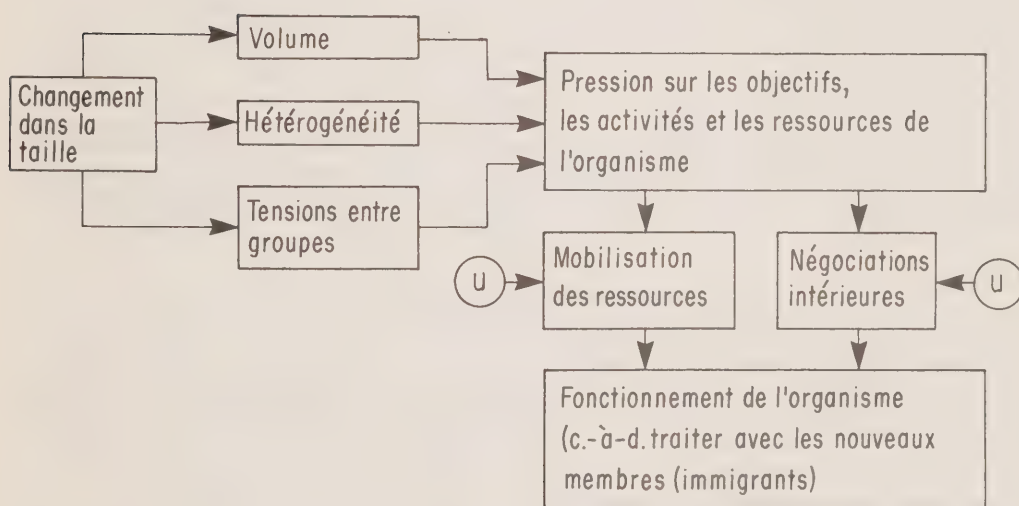 Changement
dans la
taille
Volume
Hétérogénéité
Tensions entre
groupes
Pression sur les objectifs,
les activités et les ressources de
l'organisme
u
Mobilisation
des ressources
Négociations
intérieures
u
Fonctionnement de l'organisme
(c.-à-d. traiter avec les nouveaux
membres (immigrants)